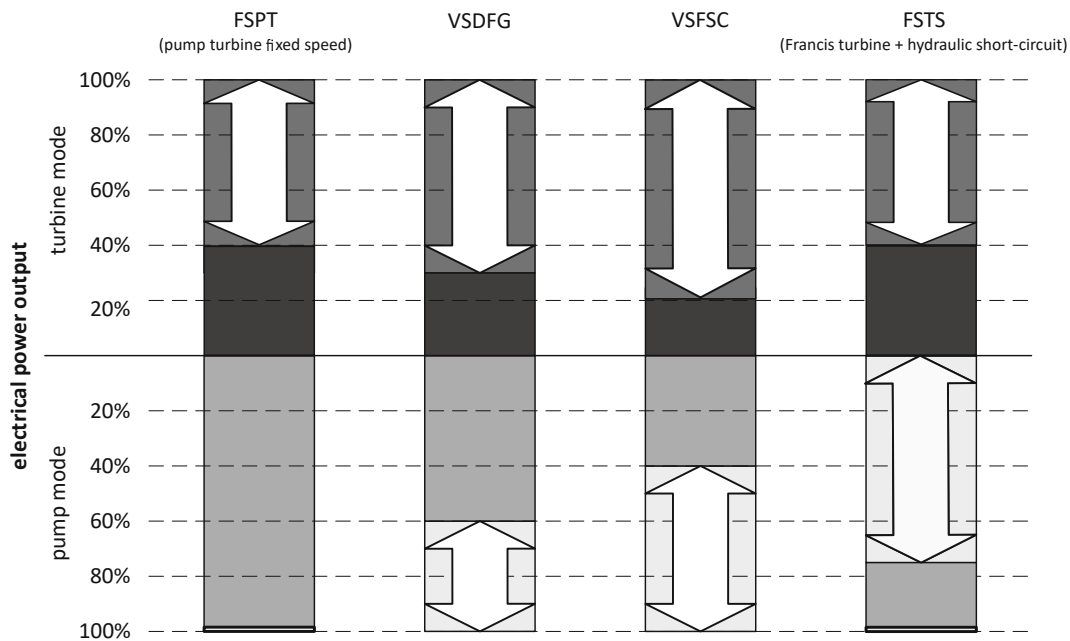 FSPT
(pump turbine fixed speed)
VSDFG
VSFSC
FSTS
(Francis turbine + hydraulic short-circuit)
electrical power output
turbine mode
100%
80%
60%
40%
20%
pump mode
20%
40%
60%
80%
100%